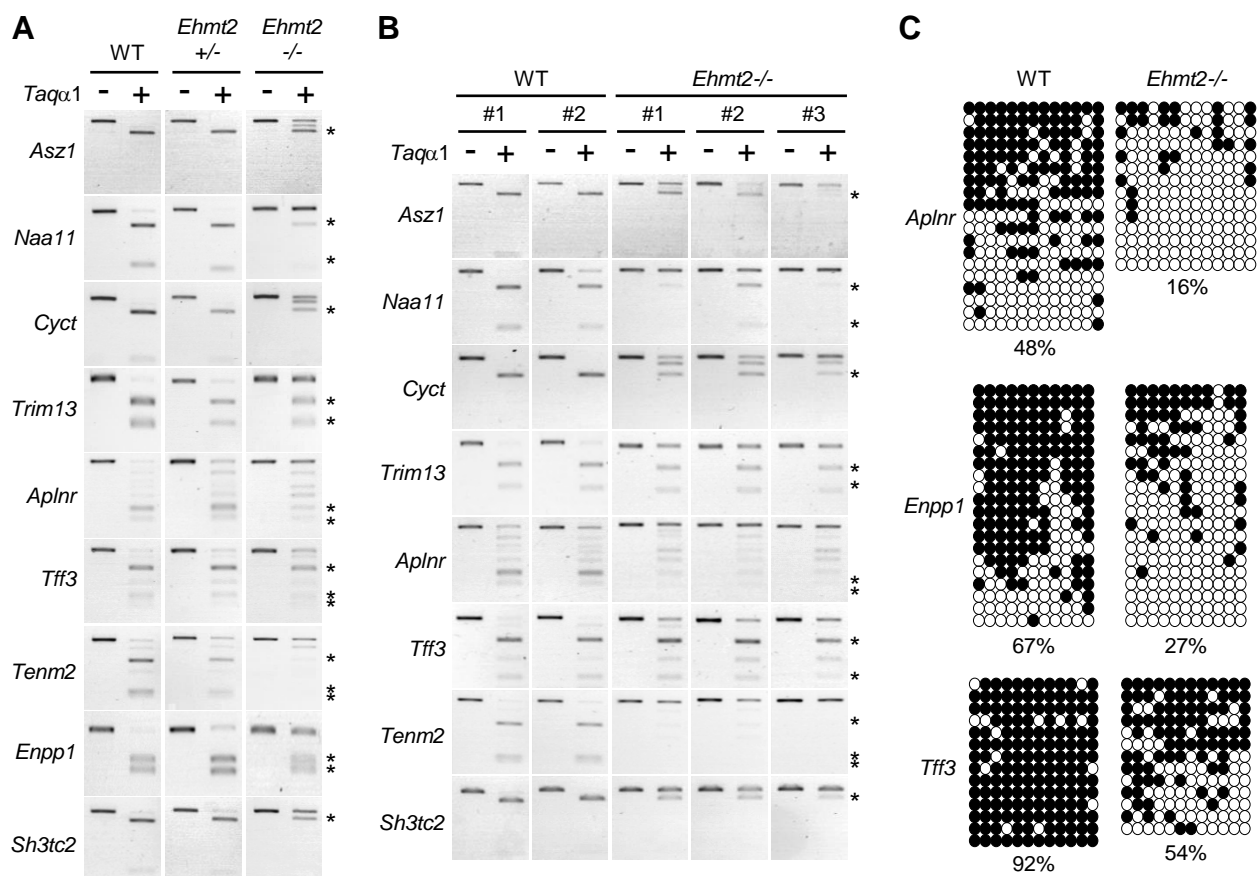 A
WT
Ehmt2 +/-
Ehmt2 -/-
Taqα1 - + - + - +
Asz1 *
Naa11 * *
Cyct *
Trim13 * *
Aplnr * *
Tff3 * * *
Tenm2 * * *
Enpp1 * *
Sh3tc2 *
B
WT Ehmt2-/-
#1 #2 #1 #2 #3
Taqα1 - + - + - + - + - +
Asz1 *
Naa11 * *
Cyct *
Trim13 * *
Aplnr * *
Tff3 * *
Tenm2 * * *
Sh3tc2 *
C
WT Ehmt2-/-
Aplnr
48% 16%
Enpp1
67% 27%
Tff3
92% 54%